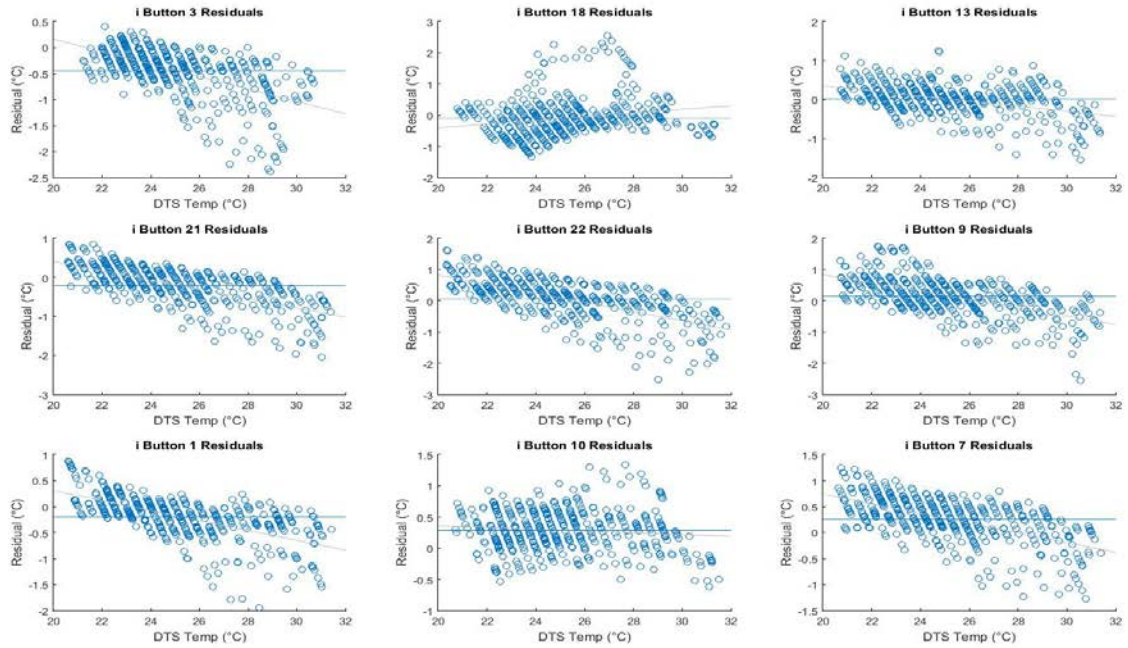 i Button 3 Residuals
i Button 18 Residuals
i Button 13 Residuals
Residual (°C)
0.5
0
-0.5
-1
-1.5
-2
-2.5
20 22 24 26 28 30 32
DTS Temp (°C)
Residual (°C)
3
2
1
0
-1
-2
20 22 24 26 28 30 32
DTS Temp (°C)
Residual (°C)
2
1
0
-1
-2
20 22 24 26 28 30 32
DTS Temp (°C)
i Button 21 Residuals
i Button 22 Residuals
i Button 9 Residuals
Residual (°C)
1
0
-1
-2
-3
20 22 24 26 28 30 32
DTS Temp (°C)
Residual (°C)
2
1
0
-1
-2
-3
20 22 24 26 28 30 32
DTS Temp (°C)
Residual (°C)
2
1
0
-1
-2
-3
20 22 24 26 28 30 32
DTS Temp (°C)
i Button 1 Residuals
i Button 10 Residuals
i Button 7 Residuals
Residual (°C)
1
0.5
0
-0.5
-1
-1.5
-2
20 22 24 26 28 30 32
DTS Temp (°C)
Residual (°C)
1.5
1
0.5
0
-0.5
-1
20 22 24 26 28 30 32
DTS Temp (°C)
Residual (°C)
1.5
1
0.5
0
-0.5
-1
-1.5
20 22 24 26 28 30 32
DTS Temp (°C)